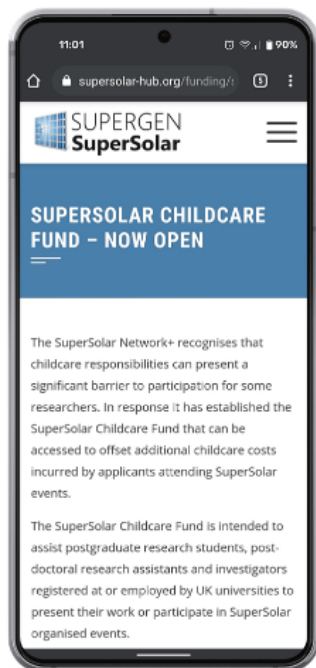 11:01
90%
supersolar-hub.org/funding/s
5
SUPERGEN
SuperSolar
SUPERSOLAR CHILDCARE
FUND – NOW OPEN
The SuperSolar Network+ recognises that
childcare responsibilities can present a
significant barrier to participation for some
researchers. In response it has established the
SuperSolar Childcare Fund that can be
accessed to offset additional childcare costs
incurred by applicants attending SuperSolar
events.
The SuperSolar Childcare Fund is intended to
assist postgraduate research students, post-
doctoral research assistants and investigators
registered at or employed by UK universities to
present their work or participate in SuperSolar
organised events.